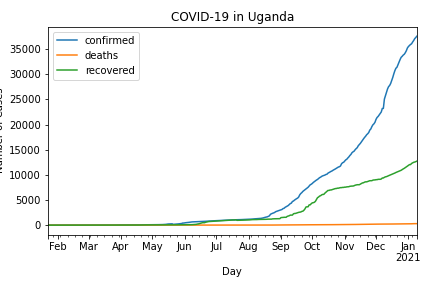 COVID-19 in Uganda
confirmed
deaths
recovered
35000
30000
25000
20000
15000
10000
5000
0
Feb Mar Apr May Jun Jul Aug Sep Oct Nov Dec Jan
2021
Day